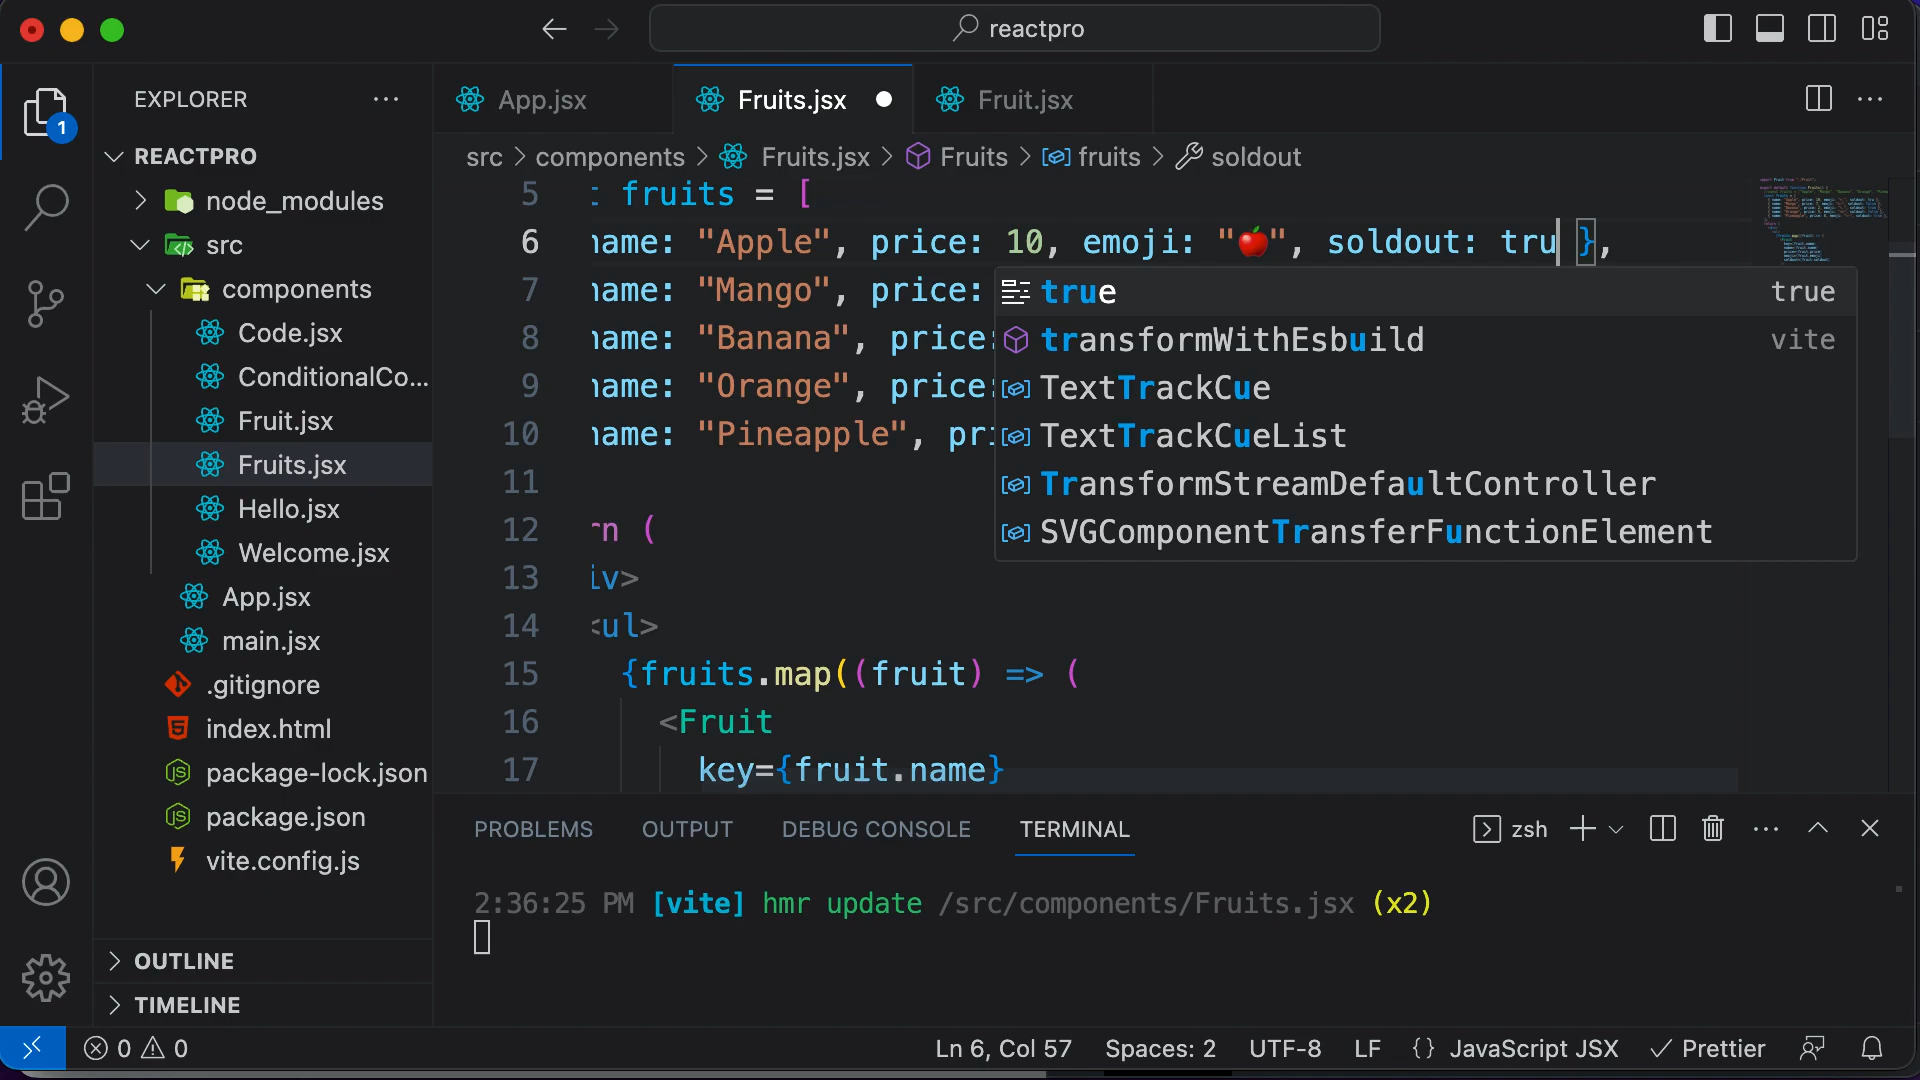 reactpro
EXPLORER
App.jsx
Fruits.jsx
Fruit.jsx
REACTPRO
src > components > Fruits.jsx > Fruits > fruits > soldout
node_modules
src
components
Code.jsx
ConditionalCo...
Fruit.jsx
Fruits.jsx
Hello.jsx
Welcome.jsx
App.jsx
main.jsx
.gitignore
index.html
package-lock.json
package.json
vite.config.js
OUTLINE
TIMELINE
5 fruits = [
6 name: "Apple", price: 10, emoji: "🍎", soldout: tru },
7 name: "Mango", price:
8 name: "Banana", price:
9 name: "Orange", price:
10 name: "Pineapple", pri
11
12 rn (
13 iv>
14 <ul>
15 {fruits.map((fruit) => (
16 <Fruit
17 key={fruit.name}
true true
transformWithEsbuild vite
TextTrackCue
TextTrackCueList
TransformStreamDefaultController
SVGComponentTransferFunctionElement
PROBLEMS OUTPUT DEBUG CONSOLE TERMINAL zsh
2:36:25 PM [vite] hmr update /src/components/Fruits.jsx (x2)
0 0 Ln 6, Col 57 Spaces: 2 UTF-8 LF {} JavaScript JSX Prettier
1